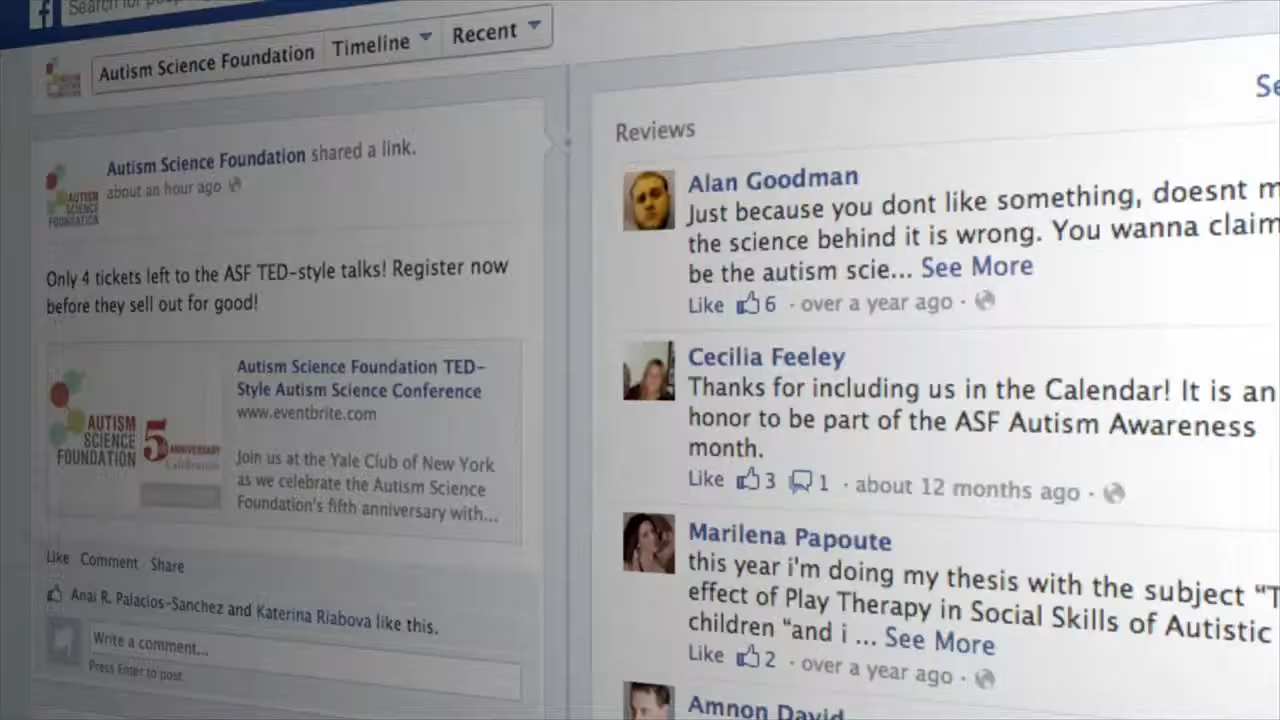 Search for
Autism Science Foundation
Timeline
Recent
Autism Science Foundation shared a link.
about an hour ago
AUTISM
SCIENCE
FOUNDATION
Only 4 tickets left to the ASF TED-style talks! Register now
before they sell out for good!
AUTISM
SCIENCE
FOUNDATION
5th ANNIVERSARY
Autism Science Foundation TED-
Style Autism Science Conference
www.eventbrite.com
Join us at the Yale Club of New York
as we celebrate the Autism Science
Foundation's fifth anniversary with...
Like Comment Share
Anai R. Palacios-Sanchez and Katerina Riabova like this.
Write a comment...
Press Enter to post.
Se
Reviews
Alan Goodman
Just because you dont like something, doesnt m
the science behind it is wrong. You wanna claim
be the autism scie... See More
Like 6 · over a year ago ·
Cecilia Feeley
Thanks for including us in the Calendar! It is an
honor to be part of the ASF Autism Awareness
month.
Like 3 1 · about 12 months ago ·
Marilena Papoute
this year i'm doing my thesis with the subject "T
effect of Play Therapy in Social Skills of Autistic
children "and i ... See More
Like 2 · over a year ago ·
Amnon David